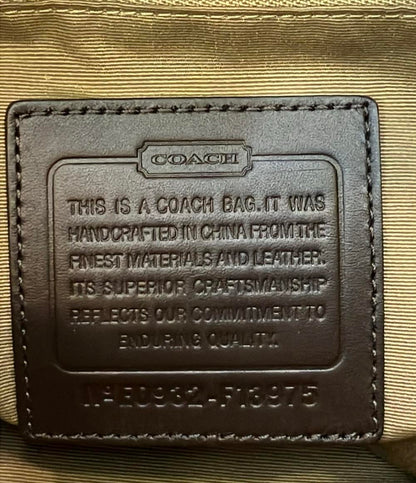 COACH
THIS IS A COACH BAG. IT WAS
HANDCRAFTED IN CHINA FROM THE
FINEST MATERIALS AND LEATHER.
ITS SUPERIOR CRAFTSMANSHIP
REFLECTS OUR COMMITMENT TO
ENDURING QUALITY.
Nº E0932-F13975